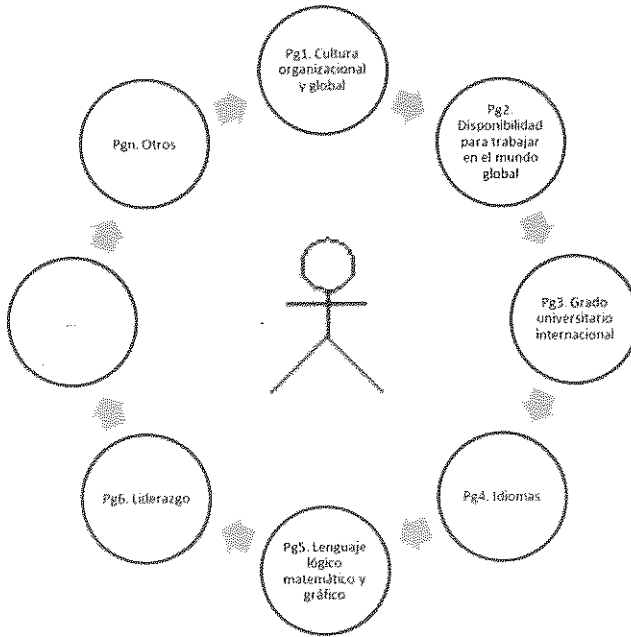 Pg1. Cultura
organizacional
y global
Pg2.
Disponibilidad
para trabajar
en el mundo
global
Pg3. Grado
universitario
internacional
Pg4. Idiomas
Pg5. Lenguaje
lógico
matemático y
gráfico
Pg6. Liderazgo
...
Pgn. Otros